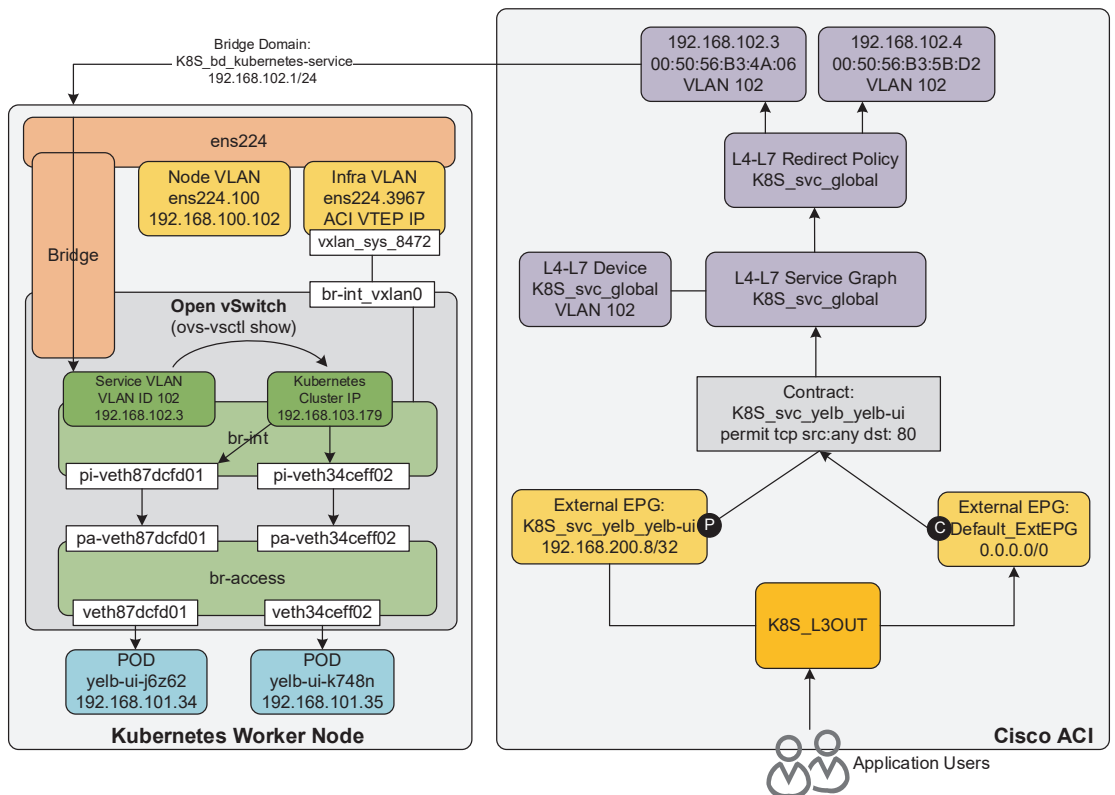 Bridge Domain:
K8S_bd_kubernetes-service
192.168.102.1/24
ens224
Node VLAN
ens224.100
192.168.100.102
Infra VLAN
ens224.3967
ACI VTEP IP
vxlan_sys_8472
Bridge
br-int_vxlan0
Open vSwitch
(ovs-vsctl show)
Service VLAN
VLAN ID 102
192.168.102.3
Kubernetes
Cluster IP
192.168.103.179
br-int
pi-veth87dcfd01
pi-veth34ceff02
pa-veth87dcfd01
pa-veth34ceff02
br-access
veth87dcfd01
veth34ceff02
POD
yelb-ui-j6z62
192.168.101.34
POD
yelb-ui-k748n
192.168.101.35
Kubernetes Worker Node
192.168.102.3
00:50:56:B3:4A:06
VLAN 102
192.168.102.4
00:50:56:B3:5B:D2
VLAN 102
L4-L7 Redirect Policy
K8S_svc_global
L4-L7 Device
K8S_svc_global
VLAN 102
L4-L7 Service Graph
K8S_svc_global
Contract:
K8S_svc_yelb_yelb-ui
permit tcp src:any dst: 80
External EPG:
K8S_svc_yelb_yelb-ui
192.168.200.8/32
P
C
External EPG:
Default_ExtEPG
0.0.0.0/0
K8S_L3OUT
Cisco ACI
Application Users